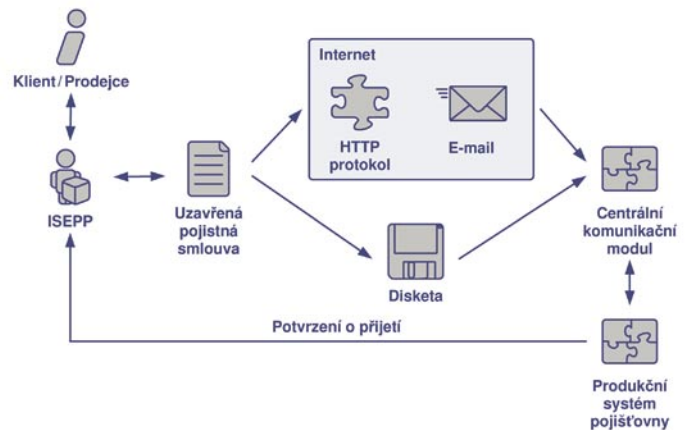 Klient/Prodejce
Internet
HTTP
protokol
E-mail
ISEPP
Uzavřená
pojistná
smlouva
Centrální
komunikační
modul
Disketa
Potvrzení o přijetí
Produkční
systém
pojišťovny